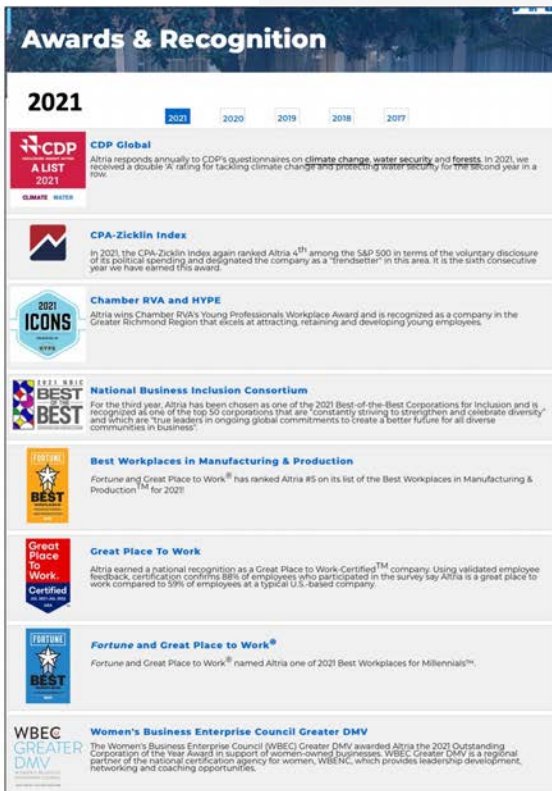 Awards & Recognition
2021
2021 2020 2019 2018 2017
CDP
A LIST
2021
CLIMATE WATER
CDP Global
Altria responds annually to CDP's questionnaires on climate change, water security and forests. In 2021, we
received a double 'A' rating for tackling climate change and protecting water security for the second year in a
row.
CPA-Zicklin Index
In 2021, the CPA-Zicklin Index again ranked Altria 4th among the S&P 500 in terms of the voluntary disclosure
of its political spending and designated the company as a "trendsetter" in this area. It is the sixth consecutive
year we have earned this award.
2021
ICONS
HYPE
Chamber RVA and HYPE
Altria wins Chamber RVA's Young Professionals Workplace Award and is recognized as a company in the
Greater Richmond Region that excels at attracting, retaining and developing young employees.
2021 NBIC
BEST
OF THE
BEST
National Business Inclusion Consortium
For the third year, Altria has been chosen as one of the 2021 Best-of-the-Best Corporations for Inclusion and is
recognized as one of the top 50 corporations that are "constantly striving to strengthen and celebrate diversity"
and which are "true leaders in ongoing global commitments to create a better future for all diverse
communities in business".
FORTUNE
BEST
Best Workplaces in Manufacturing & Production
Fortune and Great Place to Work® has ranked Altria #5 on its list of the Best Workplaces in Manufacturing &
Production™ for 2021!
Great
Place
To
Work.
Certified
USA
Great Place To Work
Altria earned a national recognition as a Great Place to Work-Certified™ company. Using validated employee
feedback, certification confirms 88% of employees who participated in the survey say Altria is a great place to
work compared to 59% of employees at a typical U.S.-based company.
FORTUNE
BEST
Fortune and Great Place to Work®
Fortune and Great Place to Work® named Altria one of 2021 Best Workplaces for Millennials™.
WBEC
GREATER
DMV
Women's Business Enterprise Council Greater DMV
The Women's Business Enterprise Council (WBEC) Greater DMV awarded Altria the 2021 Outstanding
Corporation of the Year Award in support of women-owned businesses. WBEC Greater DMV is a regional
partner of the national certification agency for women, WBENC, which provides leadership development,
networking and coaching opportunities.